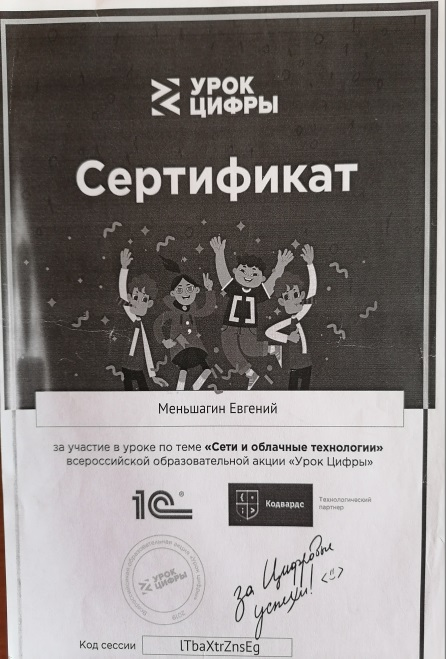 УРОК
ЦИФРЫ
Сертификат
Меньшагин Евгений
за участие в уроке по теме «Сети и облачные технологии»
всероссийской образовательной акции «Урок Цифры»
1С®
Кодвардс
Технологический
партнер
УРОК
ЦИФРЫ
за Цифровые
успехи! <:)>
Код сессии lTbaXtrZnsEg